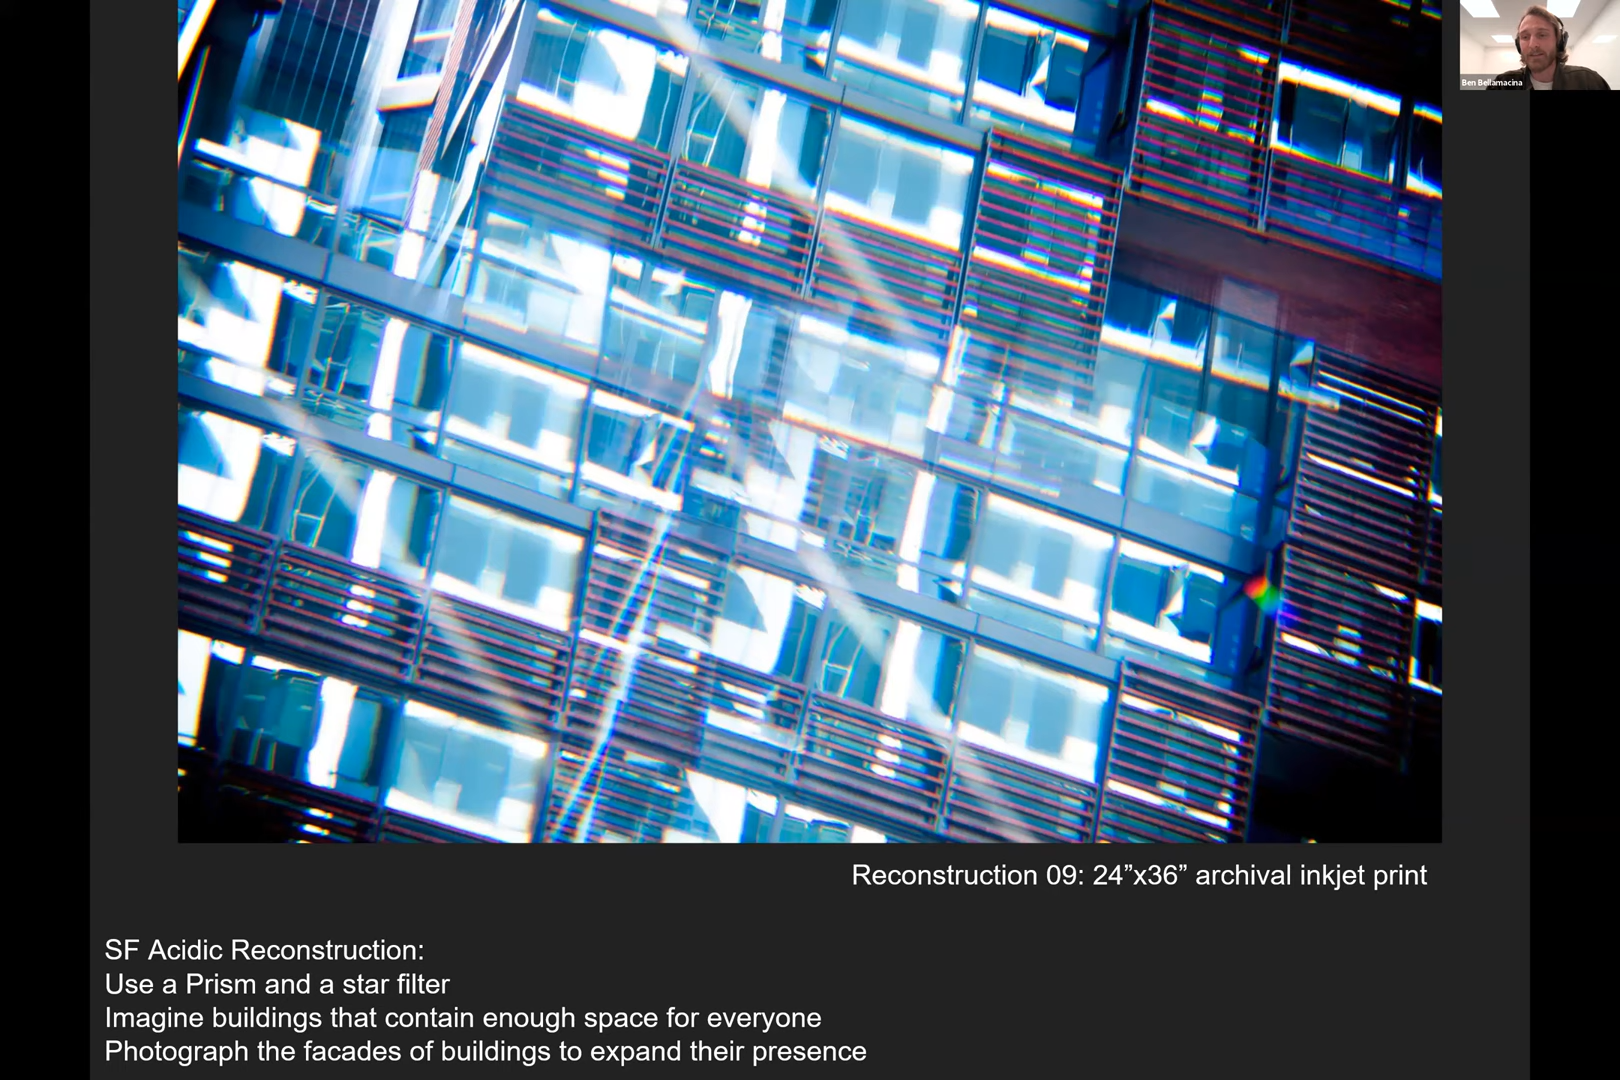 Ben Bellamacina
Reconstruction 09: 24”x36” archival inkjet print
SF Acidic Reconstruction:
Use a Prism and a star filter
Imagine buildings that contain enough space for everyone
Photograph the facades of buildings to expand their presence